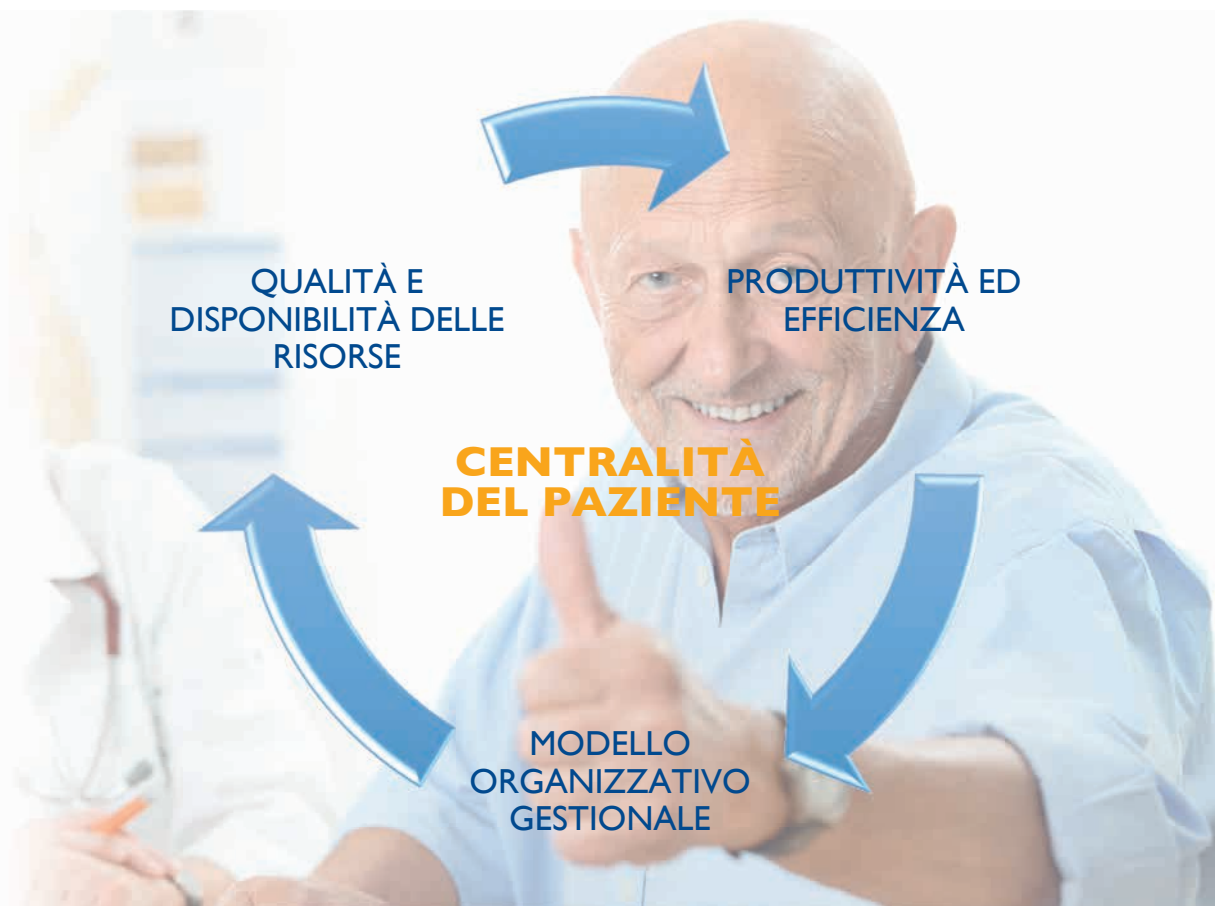 QUALITÀ E
DISPONIBILITÀ DELLE
RISORSE
PRODUTTIVITÀ ED
EFFICIENZA
CENTRALITÀ
DEL PAZIENTE
MODELLO
ORGANIZZATIVO
GESTIONALE